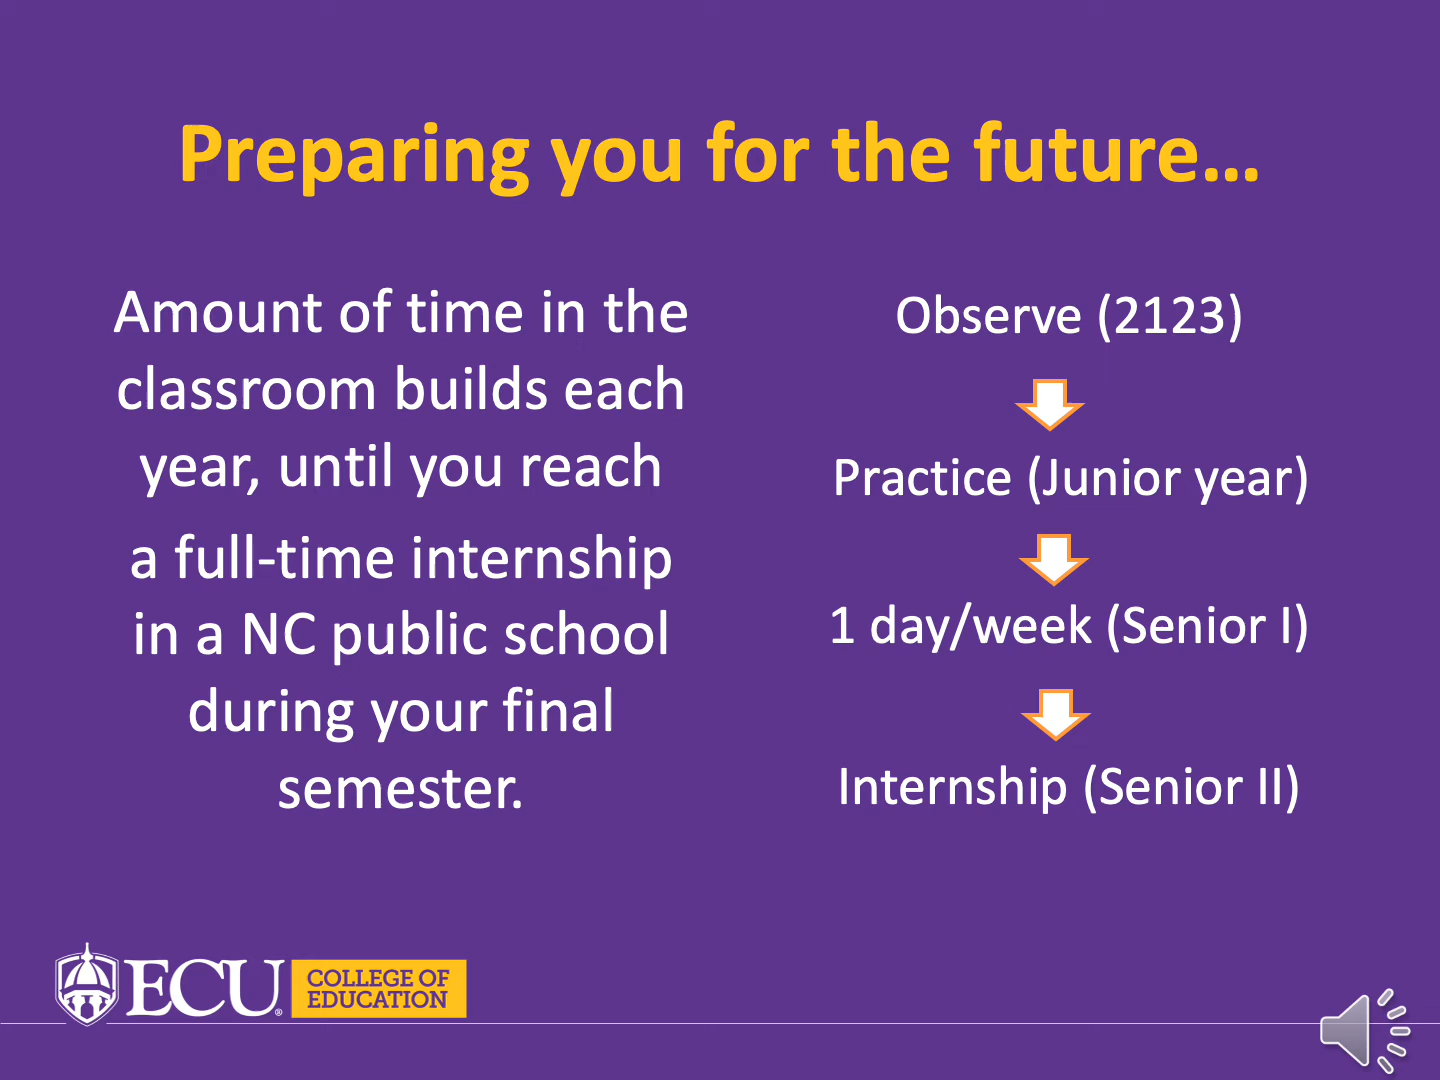 Preparing you for the future…
Amount of time in the
classroom builds each
year, until you reach
a full-time internship
in a NC public school
during your final
semester.
Observe (2123)
Practice (Junior year)
1 day/week (Senior I)
Internship (Senior II)
ECU®
COLLEGE OF
EDUCATION